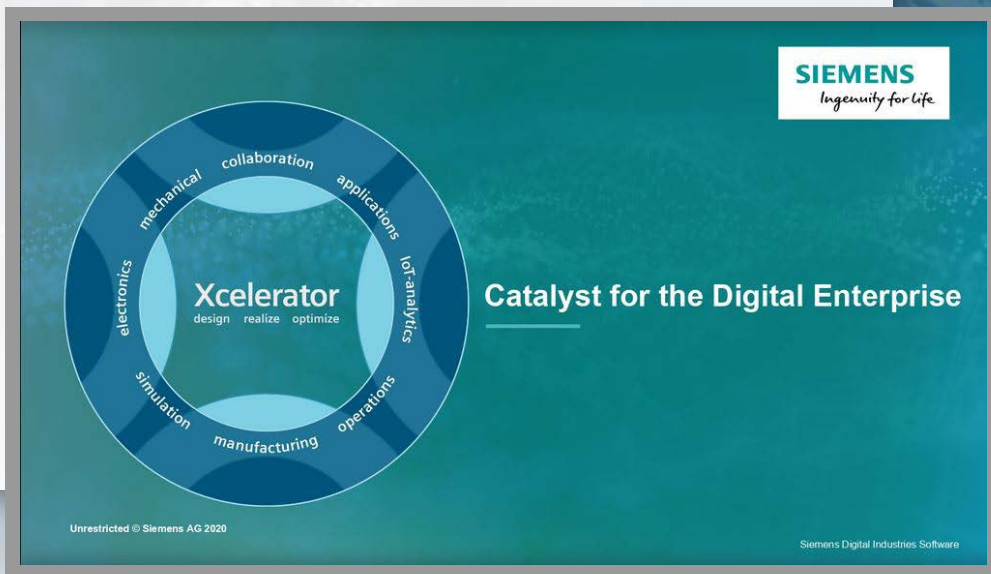 SIEMENS
Ingenuity for life
collaboration
applications
IoT-analytics
operations
manufacturing
simulation
electronics
mechanical
Xcelerator
design realize optimize
Catalyst for the Digital Enterprise
Unrestricted © Siemens AG 2020
Siemens Digital Industries Software